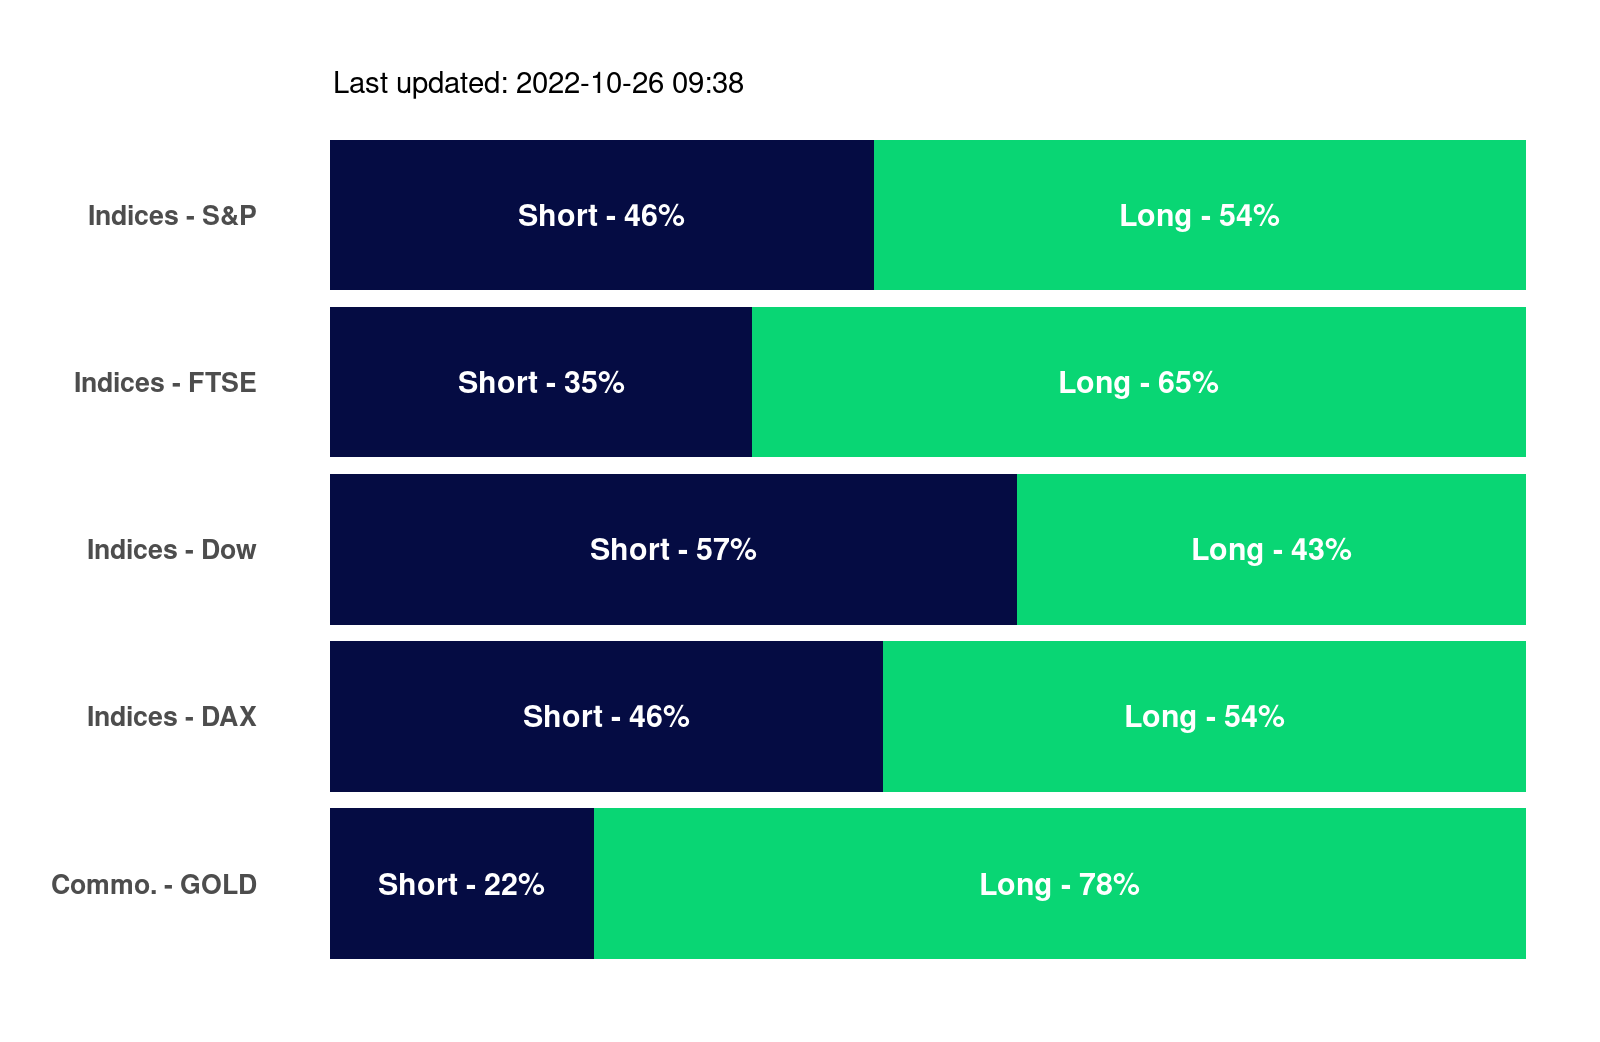 Last updated: 2022-10-26 09:38
Indices - S&P Short - 46% Long - 54%
Indices - FTSE Short - 35% Long - 65%
Indices - Dow Short - 57% Long - 43%
Indices - DAX Short - 46% Long - 54%
Commo. - GOLD Short - 22% Long - 78%